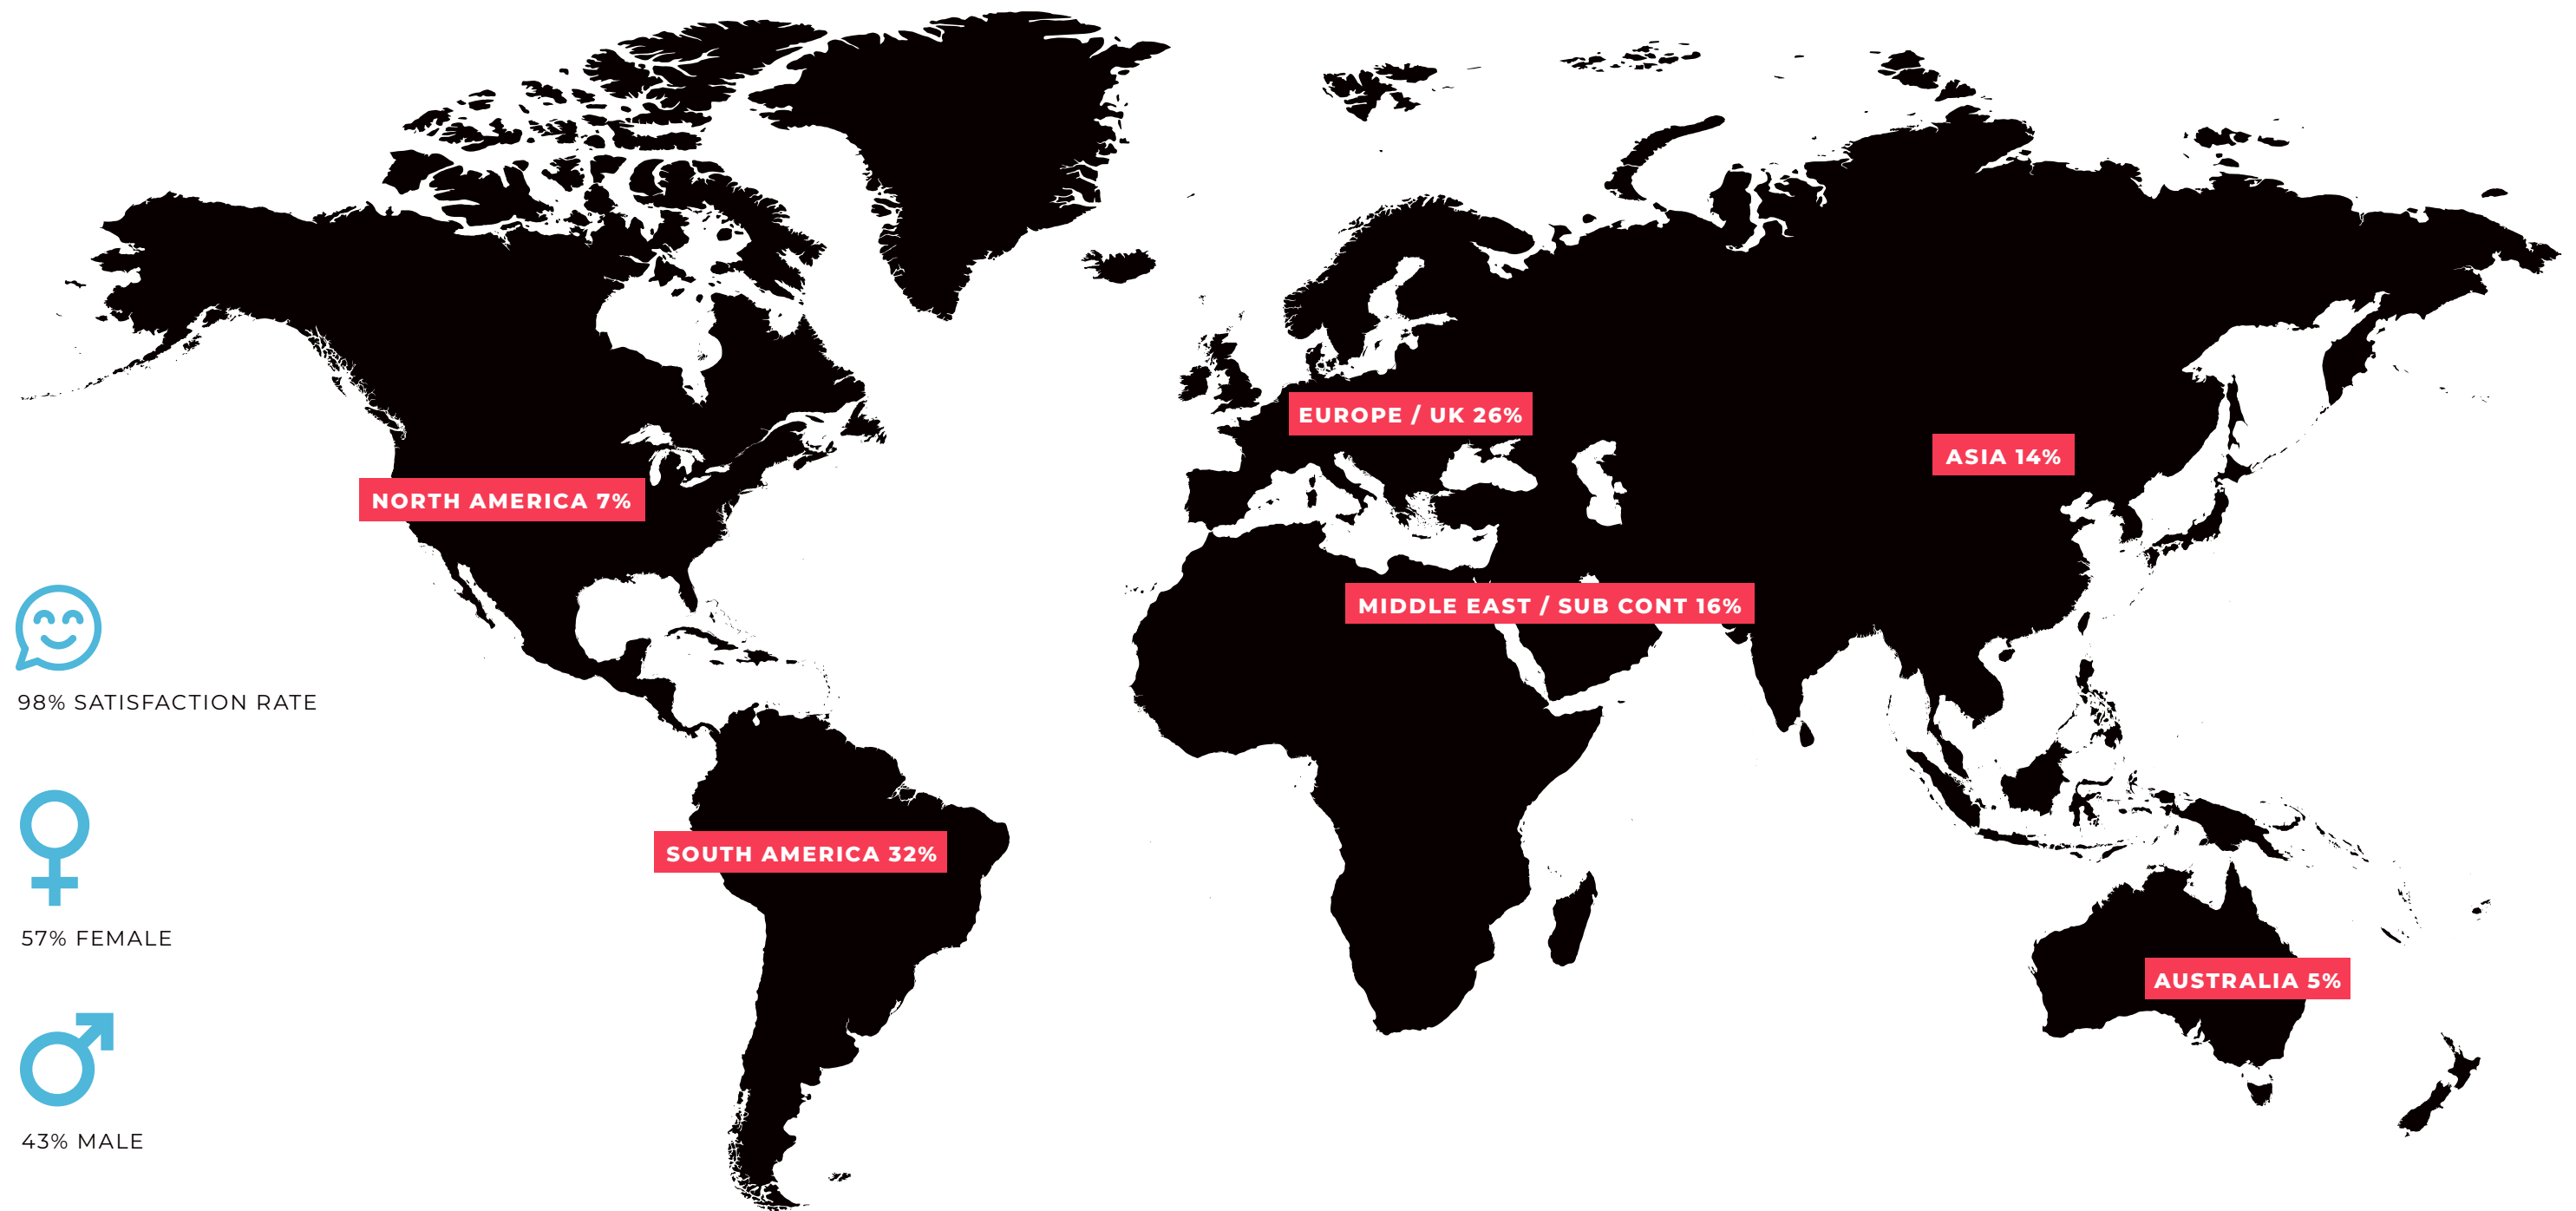 EUROPE / UK 26%
ASIA 14%
NORTH AMERICA 7%
MIDDLE EAST / SUB CONT 16%
98% SATISFACTION RATE
SOUTH AMERICA 32%
57% FEMALE
AUSTRALIA 5%
43% MALE